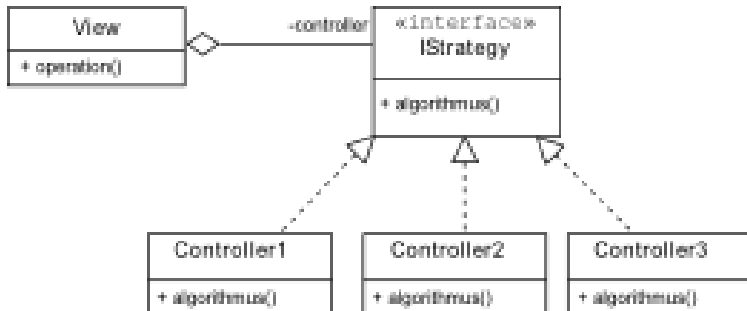 View
+ operation()
-controller
«interface»
IStrategy
+ algorithmus()
Controller1
+ algorithmus()
Controller2
+ algorithmus()
Controller3
+ algorithmus()